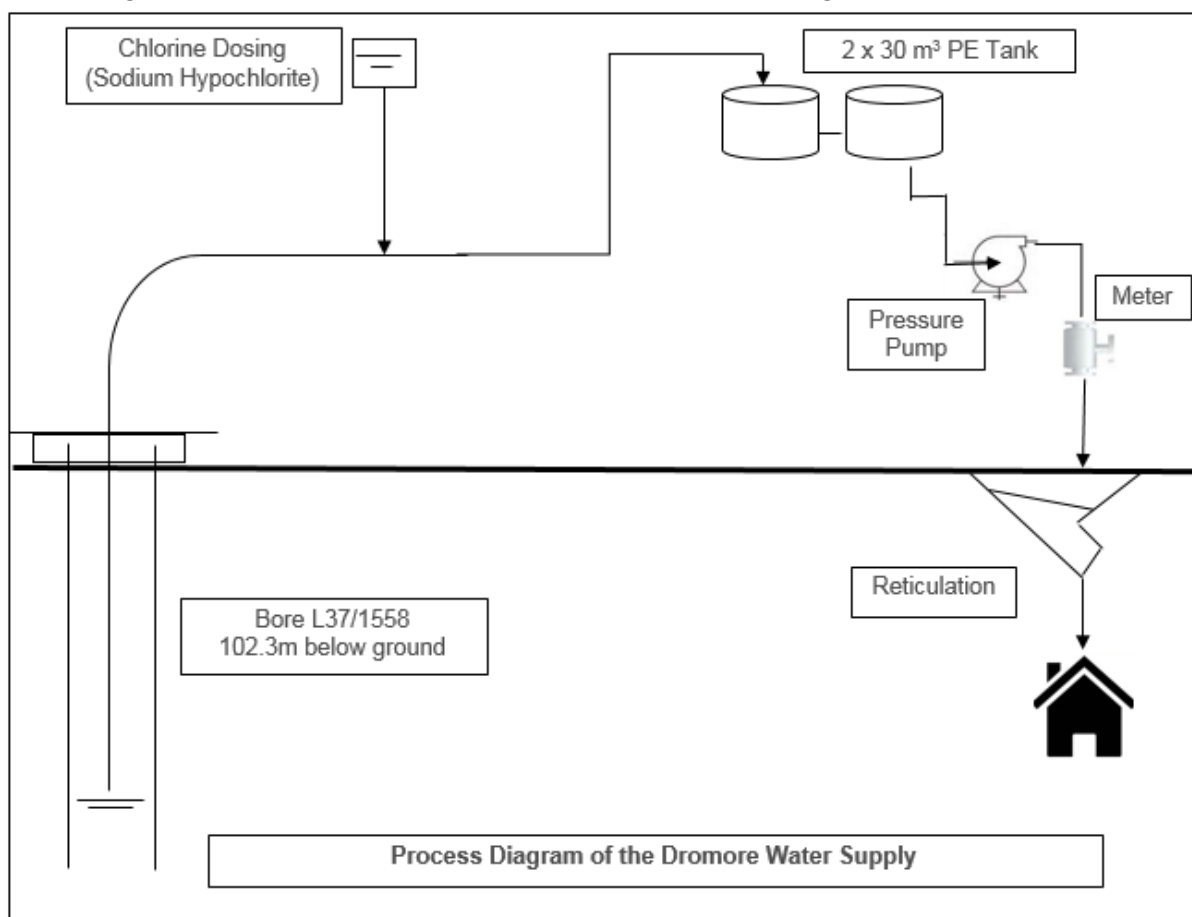 Chlorine Dosing
(Sodium Hypochlorite)
2 x 30 m³ PE Tank
Pressure
Pump
Meter
Reticulation
Bore L37/1558
102.3m below ground
Process Diagram of the Dromore Water Supply